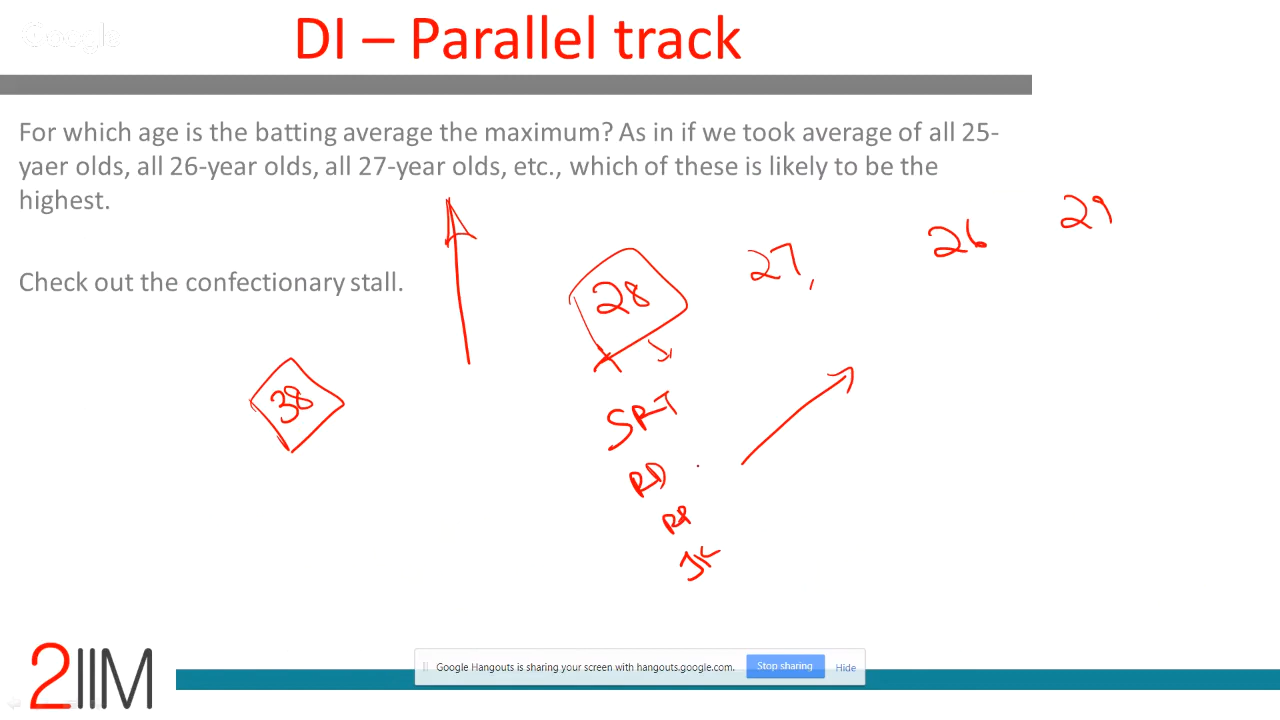 Google
DI – Parallel track
For which age is the batting average the maximum? As in if we took average of all 25-
yaer olds, all 26-year olds, all 27-year olds, etc., which of these is likely to be the
highest.
29
26
27,
28
Check out the confectionary stall.
38
SRT
RD
RP
JK
2IIM
Google Hangouts is sharing your screen with hangouts.google.com. Stop sharing Hide